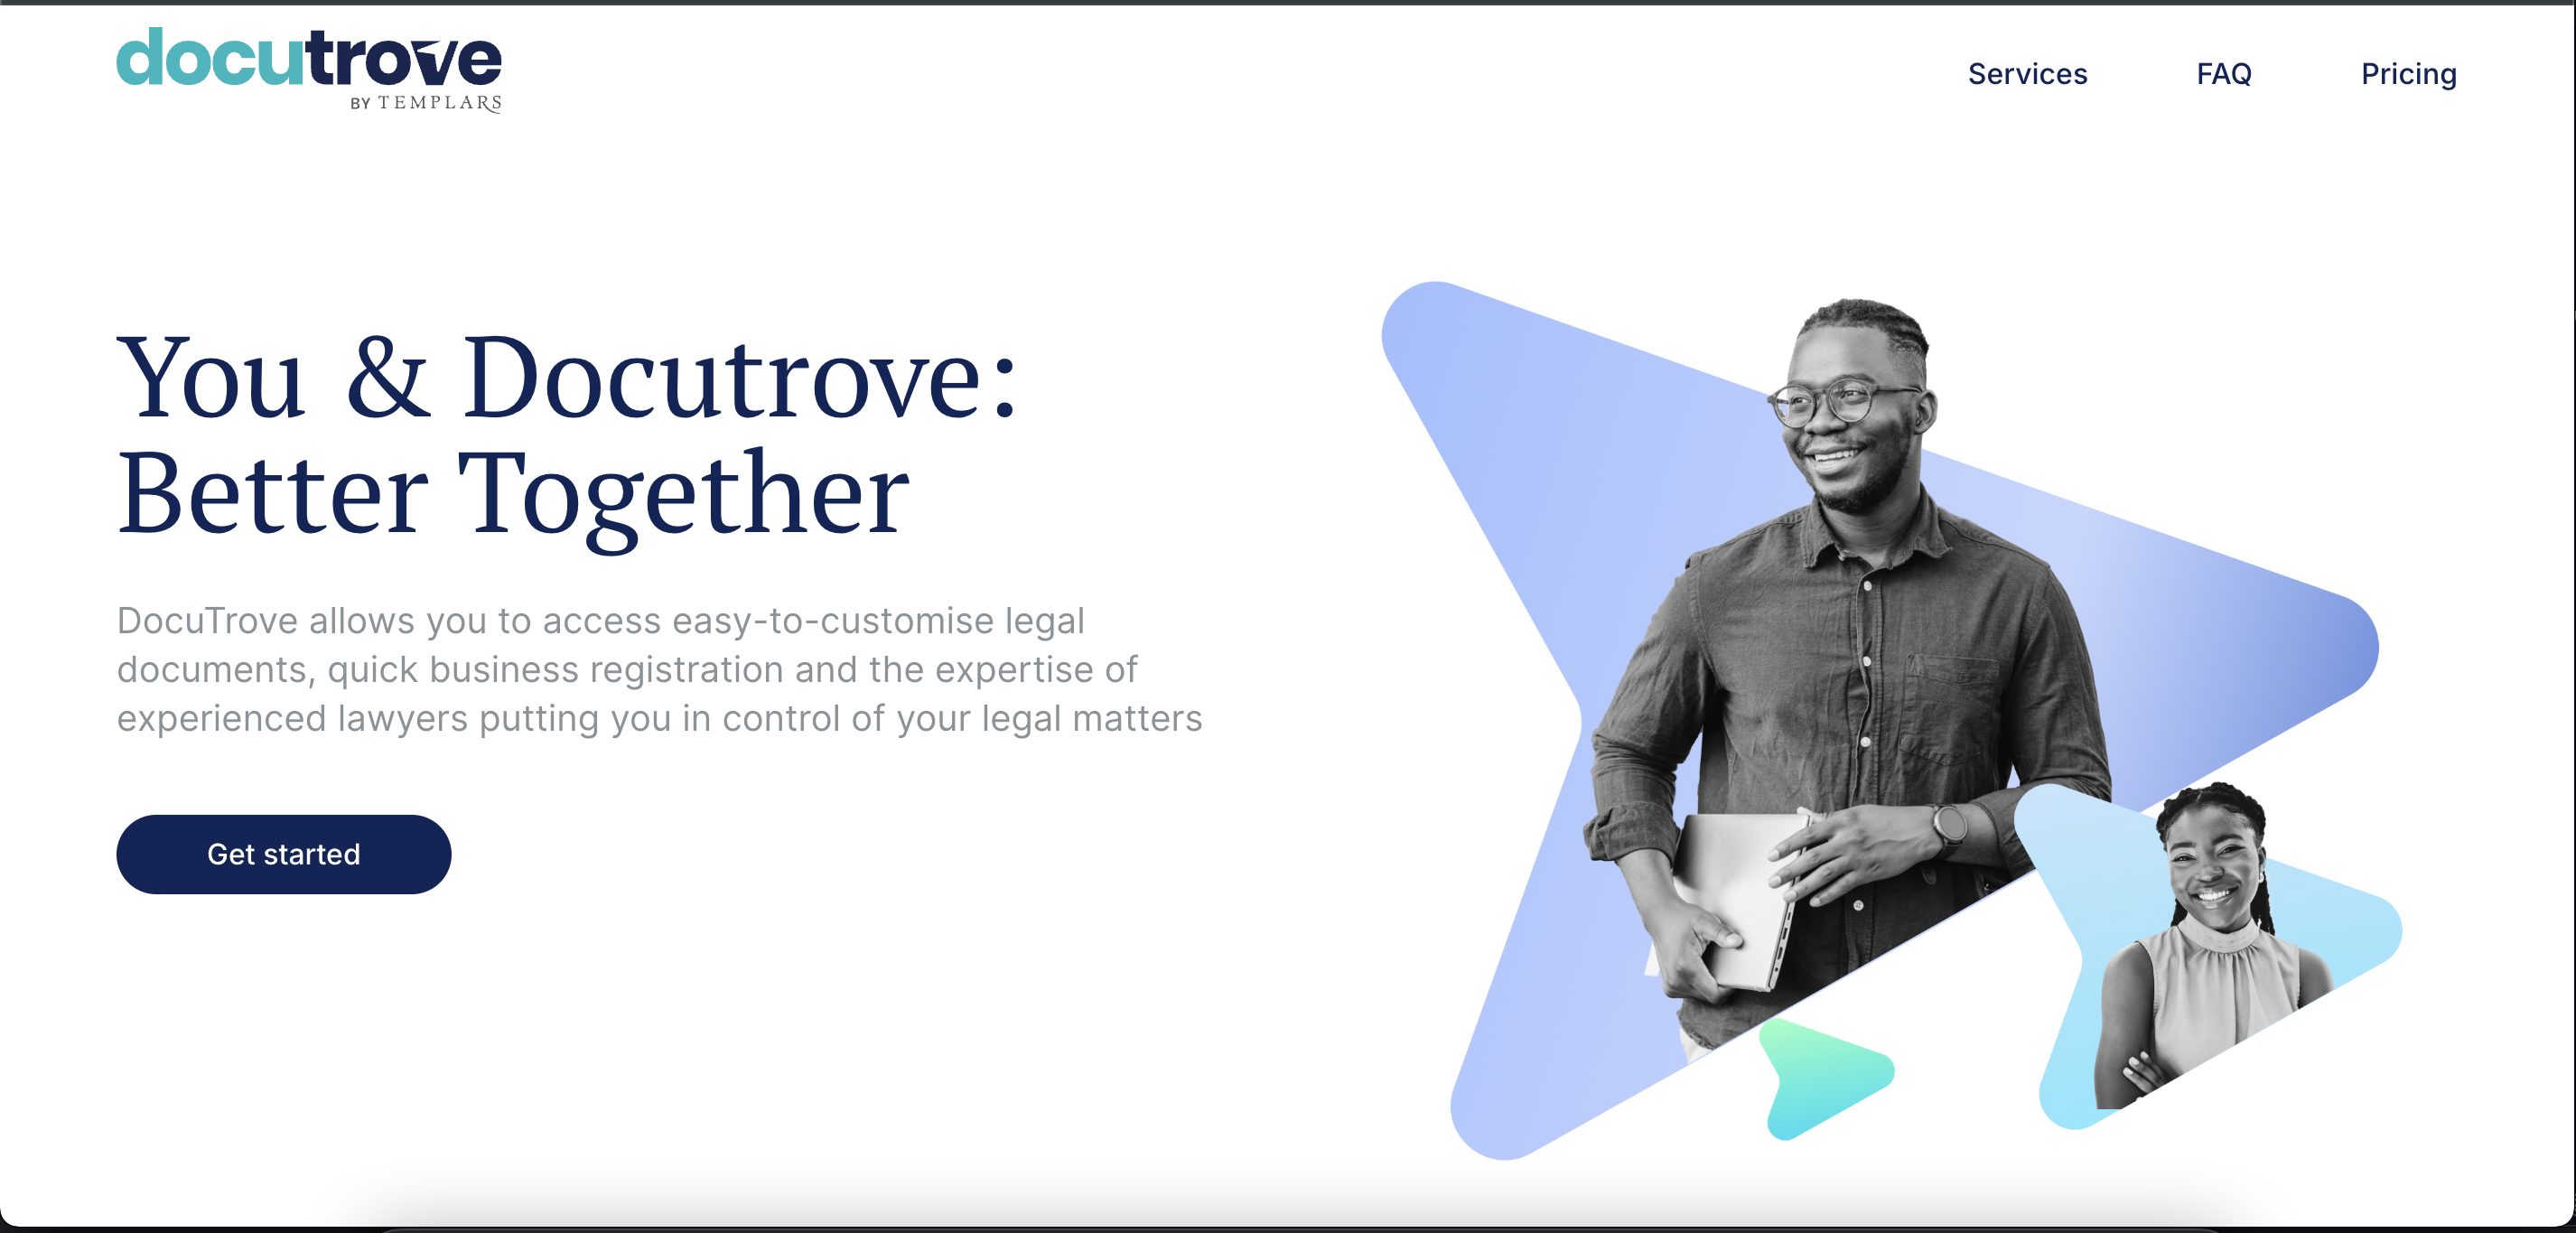 docutrove
BY TEMPLARS
Services
FAQ
Pricing
You & Docutrove:
Better Together
DocuTrove allows you to access easy-to-customise legal
documents, quick business registration and the expertise of
experienced lawyers putting you in control of your legal matters
Get started